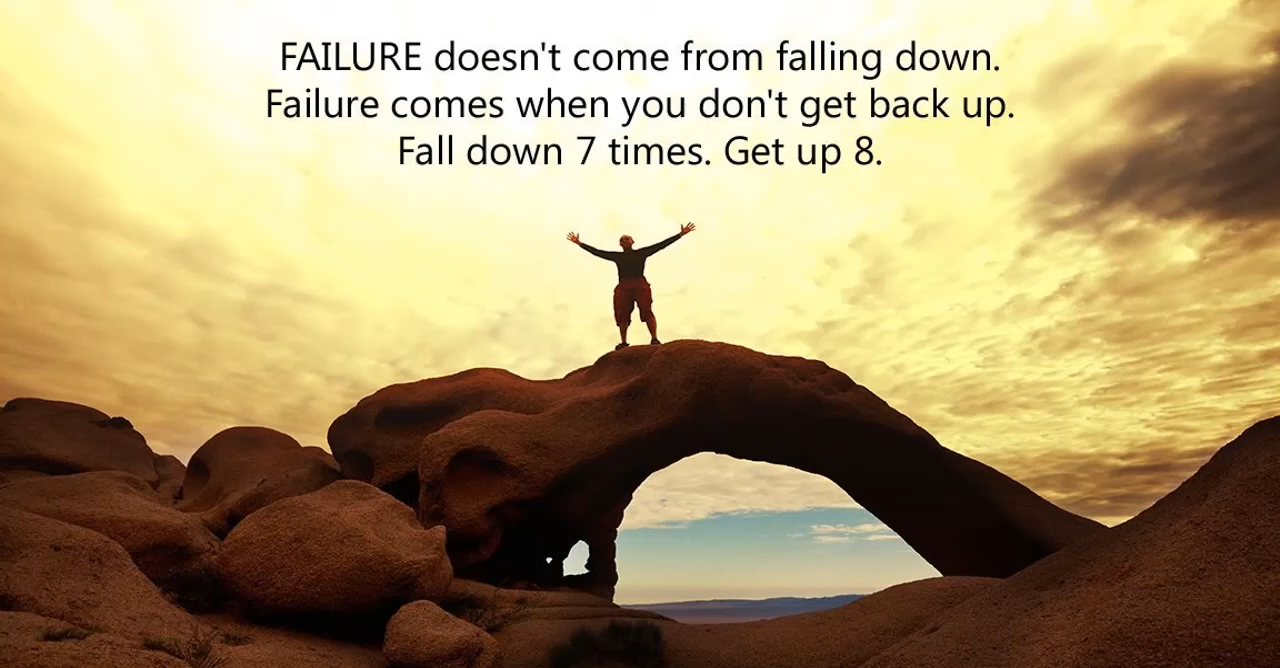 FAILURE doesn't come from falling down.
Failure comes when you don't get back up.
Fall down 7 times. Get up 8.